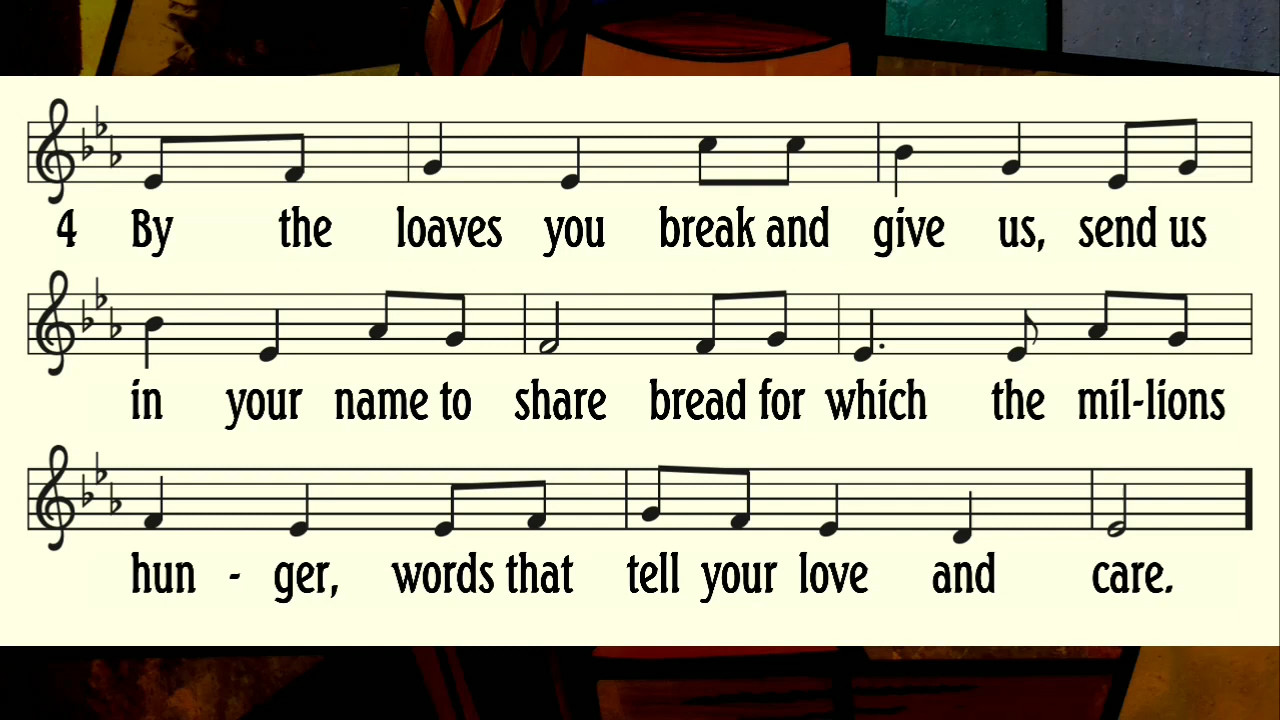 4 By the loaves you break and give us, send us
in your name to share bread for which the mil-lions
hun - ger, words that tell your love and care.